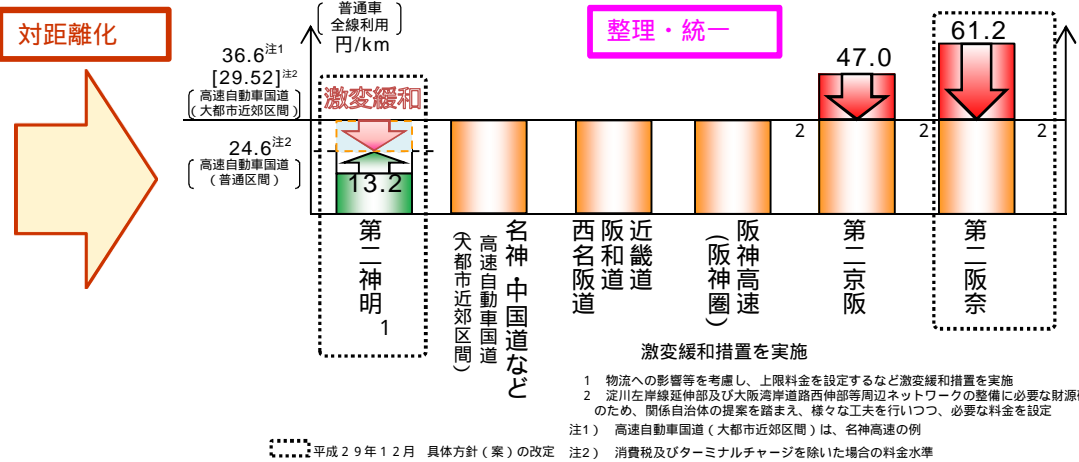 対距離化
普通車
全線利用
円/km
整理・統一
36.6注1
[29.52]注2
高速自動車国道
(大都市近郊区間)
24.6注2
高速自動車国道
(普通区間)
激変緩和
13.2
47.0
61.2
2
2
2
第二神明
1
名神・中国道など
高速自動車国道
(大都市近郊区間)
近畿道
阪和道
西名阪道
阪神高速
(阪神圏)
第二京阪
第二阪奈
激変緩和措置を実施
1 物流への影響等を考慮し、上限料金を設定するなど激変緩和措置を実施
2 淀川左岸線延伸部及び大阪湾岸道路西伸部等周辺ネットワークの整備に必要な財源
のため、関係自治体の提案を踏まえ、様々な工夫を行いつつ、必要な料金を設定
注1) 高速自動車国道(大都市近郊区間)は、名神高速の例
注2) 消費税及びターミナルチャージを除いた場合の料金水準
平成29年12月 具体方針(案)の改定